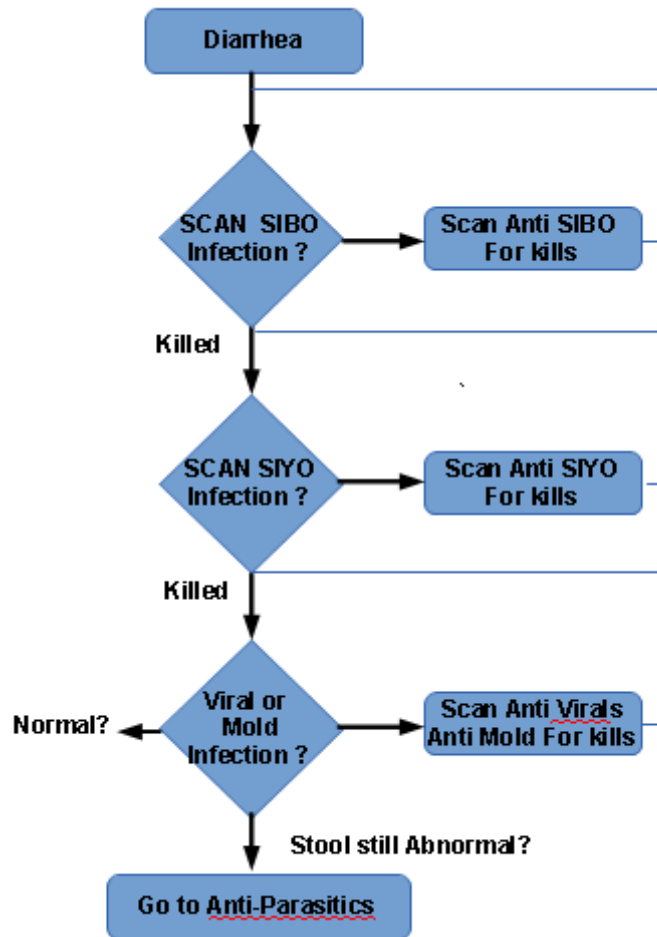 Diarrhea
SCAN SIBO
Infection ?
Scan Anti SIBO
For kills
Killed
SCAN SIYO
Infection ?
Scan Anti SIYO
For kills
Killed
Normal?
Viral or
Mold
Infection ?
Scan Anti Virals
Anti Mold For kills
Stool still Abnormal?
Go to Anti-Parasitics